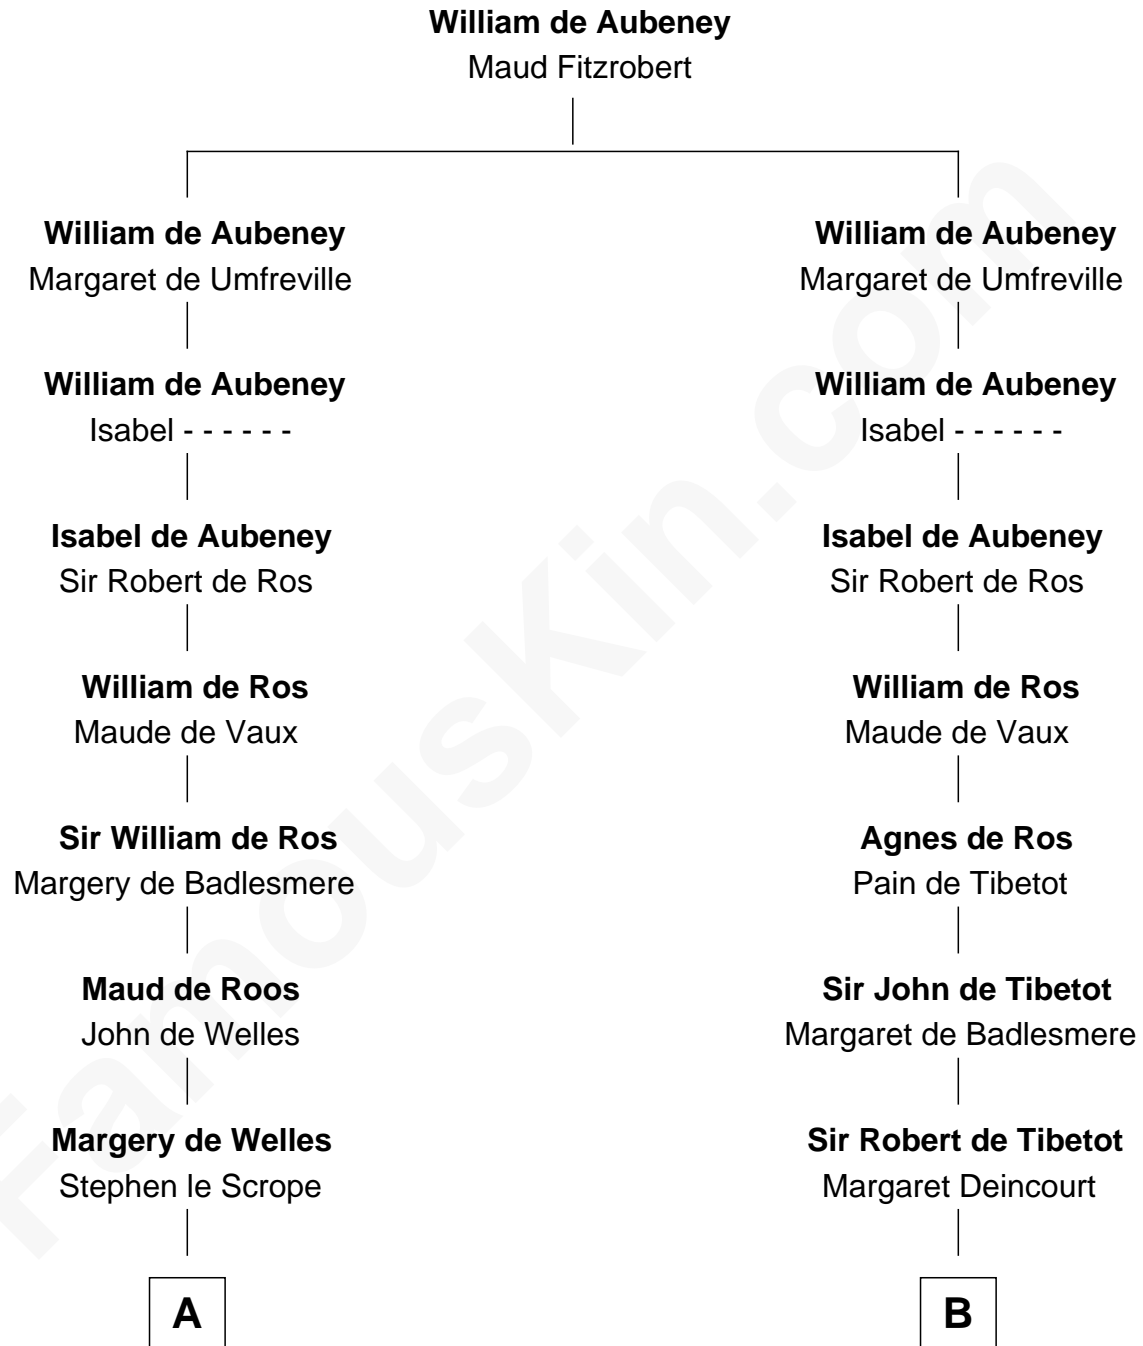 William de Aubeney
Maud Fitzrobert
William de Aubeney
Margaret de Umfreville
William de Aubeney
Isabel - - - - - -
Isabel de Aubeney
Sir Robert de Ros
William de Ros
Maude de Vaux
Sir William de Ros
Margery de Badlesmere
Maud de Roos
John de Welles
Margery de Welles
Stephen le Scrope
A
William de Aubeney
Margaret de Umfreville
William de Aubeney
Isabel - - - - - -
Isabel de Aubeney
Sir Robert de Ros
William de Ros
Maude de Vaux
Agnes de Ros
Pain de Tibetot
Sir John de Tibetot
Margaret de Badlesmere
Sir Robert de Tibetot
Margaret Deincourt
B
FamousKin.com